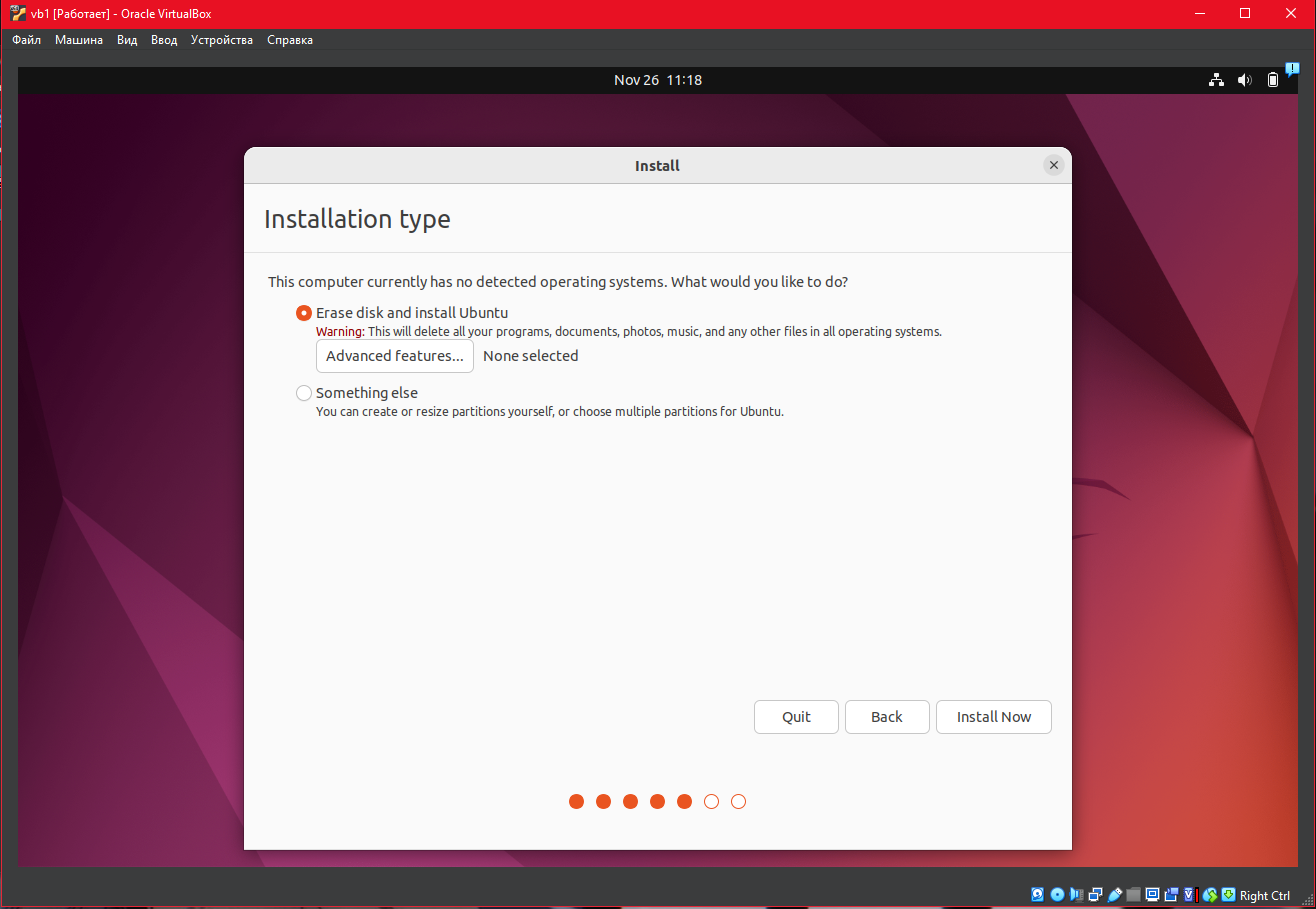 vb1 [Работает] - Oracle VirtualBox
Файл Машина Вид Ввод Устройства Справка
Nov 26 11:18
Install
Installation type
This computer currently has no detected operating systems. What would you like to do?
Erase disk and install Ubuntu
Warning: This will delete all your programs, documents, photos, music, and any other files in all operating systems.
Advanced features... None selected
Something else
You can create or resize partitions yourself, or choose multiple partitions for Ubuntu.
Quit Back Install Now
Right Ctrl